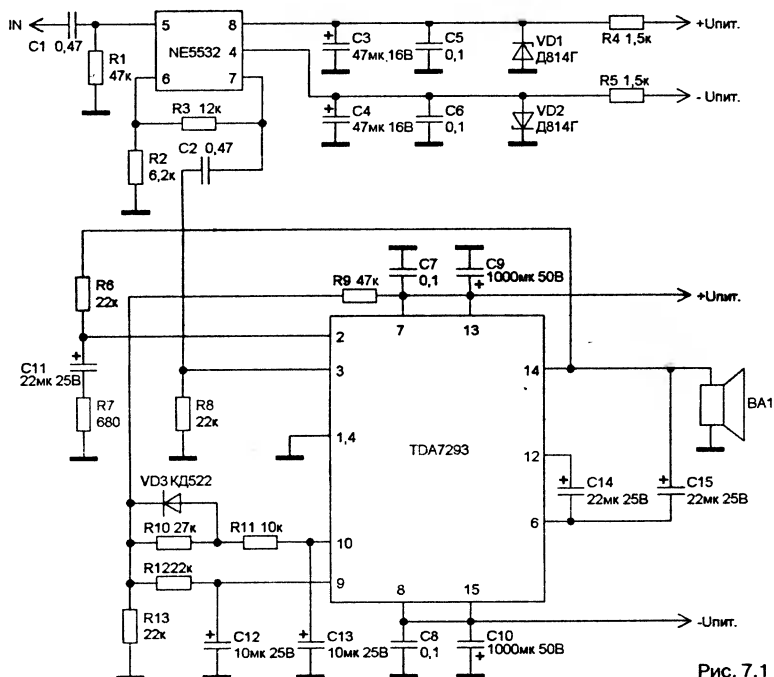 IN
C1 0,47
R1
47к
5
6
NE5532
8
4
7
C3
47мк 16В
C5
0,1
VD1
Д814Г
R4 1,5к
+Uпит.
C4
47мк 16В
C6
0,1
VD2
Д814Г
R5 1,5к
- Uпит.
R3 12к
R2
6,2к
C2 0,47
R6
22к
R9 47к
C7
0,1
C9
1000мк 50В
+Uпит.
C11
22мк 25В
R7
680
R8
22к
2
3
1,4
10
9
7
13
TDA7293
14
12
6
8
15
BA1
C14
22мк 25В
C15
22мк 25В
VD3 КД522
R10 27к
R11 10к
R1222к
R13
22к
C12
10мк 25В
C13
10мк 25В
C8
0,1
C10
1000мк 50В
-Uпит.
Рис. 7.1